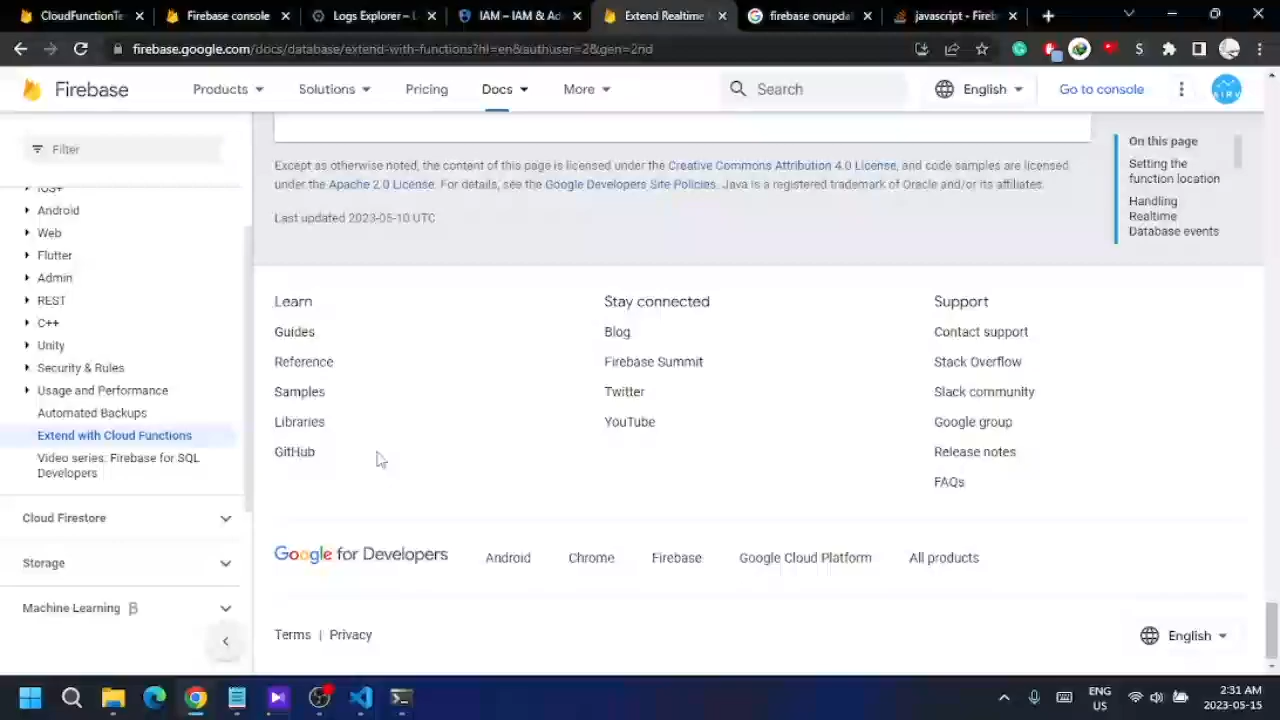 CloudFunctionTe
Firebase console
Logs Explorer –
IAM – IAM & Ad
Extend Realtime
firebase onupda
javascript - Fireb
firebase.google.com/docs/database/extend-with-functions?hl=en&authuser=2&gen=2nd
Firebase
Products
Solutions
Pricing
Docs
More
Search
English
Go to console
Filter
iOS+
Android
Web
Flutter
Admin
REST
C++
Unity
Security & Rules
Usage and Performance
Automated Backups
Extend with Cloud Functions
Video series: Firebase for SQL
Developers
Cloud Firestore
Storage
Machine Learning β
Except as otherwise noted, the content of this page is licensed under the Creative Commons Attribution 4.0 License, and code samples are licensed
under the Apache 2.0 License. For details, see the Google Developers Site Policies. Java is a registered trademark of Oracle and/or its affiliates.
Last updated 2023-05-10 UTC
On this page
Setting the
function location
Handling
Realtime
Database events
Learn
Guides
Reference
Samples
Libraries
GitHub
Stay connected
Blog
Firebase Summit
Twitter
YouTube
Support
Contact support
Stack Overflow
Slack community
Google group
Release notes
FAQs
Google for Developers
Android
Chrome
Firebase
Google Cloud Platform
All products
Terms | Privacy
English
ENG
US
2:31 AM
2023-05-15